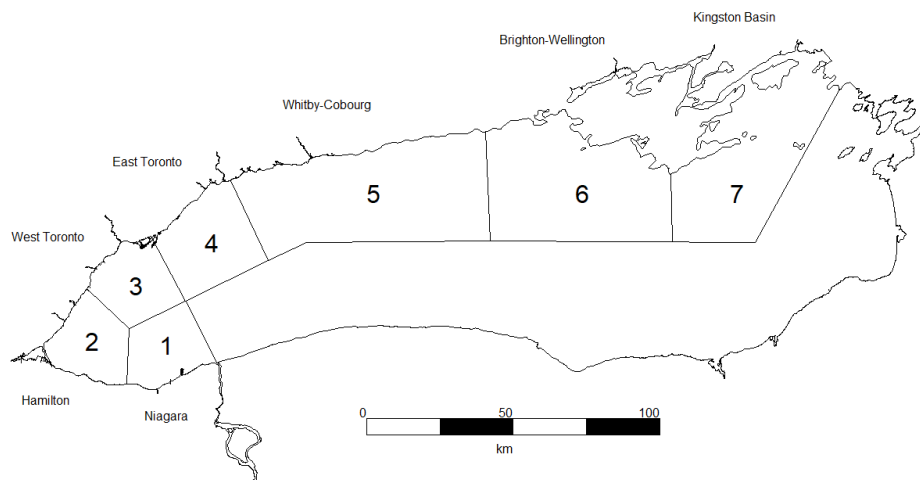 Kingston Basin
Brighton-Wellington
Whitby-Cobourg
East Toronto
West Toronto
7
6
5
4
3
2
1
Hamilton
Niagara
0 50 100
km